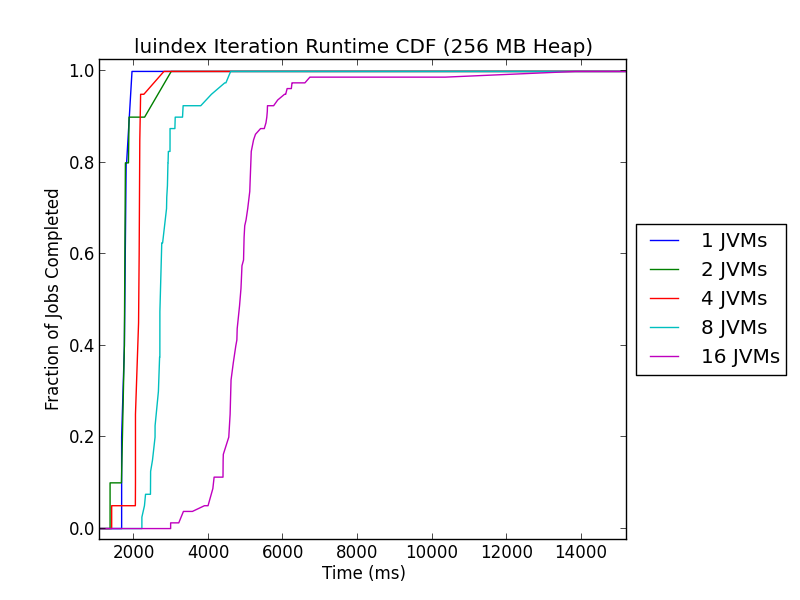 luindex Iteration Runtime CDF (256 MB Heap)
Fraction of Jobs Completed
1.0
0.8
0.6
0.4
0.2
0.0
2000 4000 6000 8000 10000 12000 14000
Time (ms)
1 JVMs
2 JVMs
4 JVMs
8 JVMs
16 JVMs